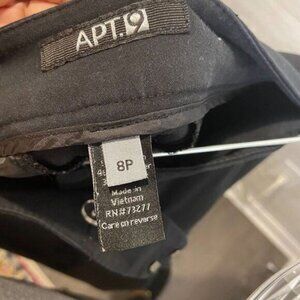 APT.9
8P
Made in
Vietnam
RN#73277
Care on reverse